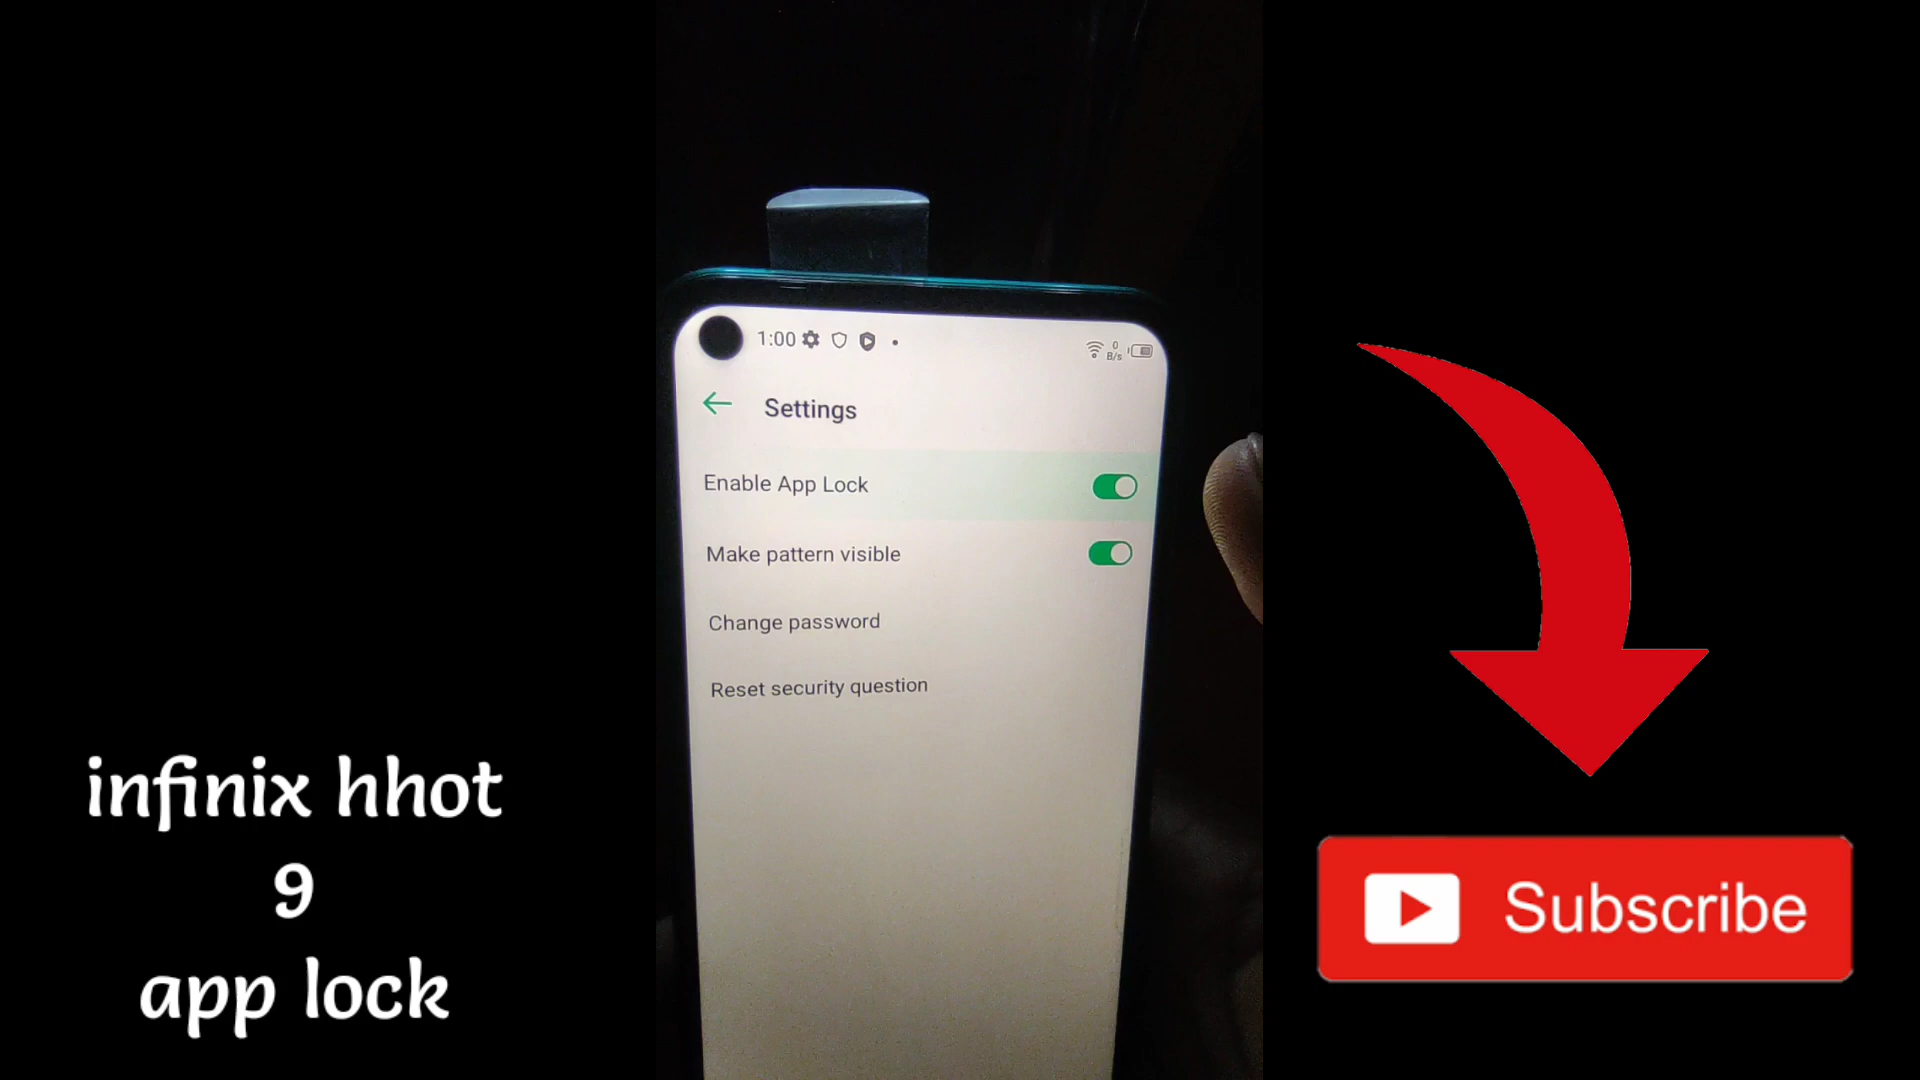 1:00
0
B/s
Settings
Enable App Lock
Make pattern visible
Change password
Reset security question
infinix hhot
9
app lock
Subscribe